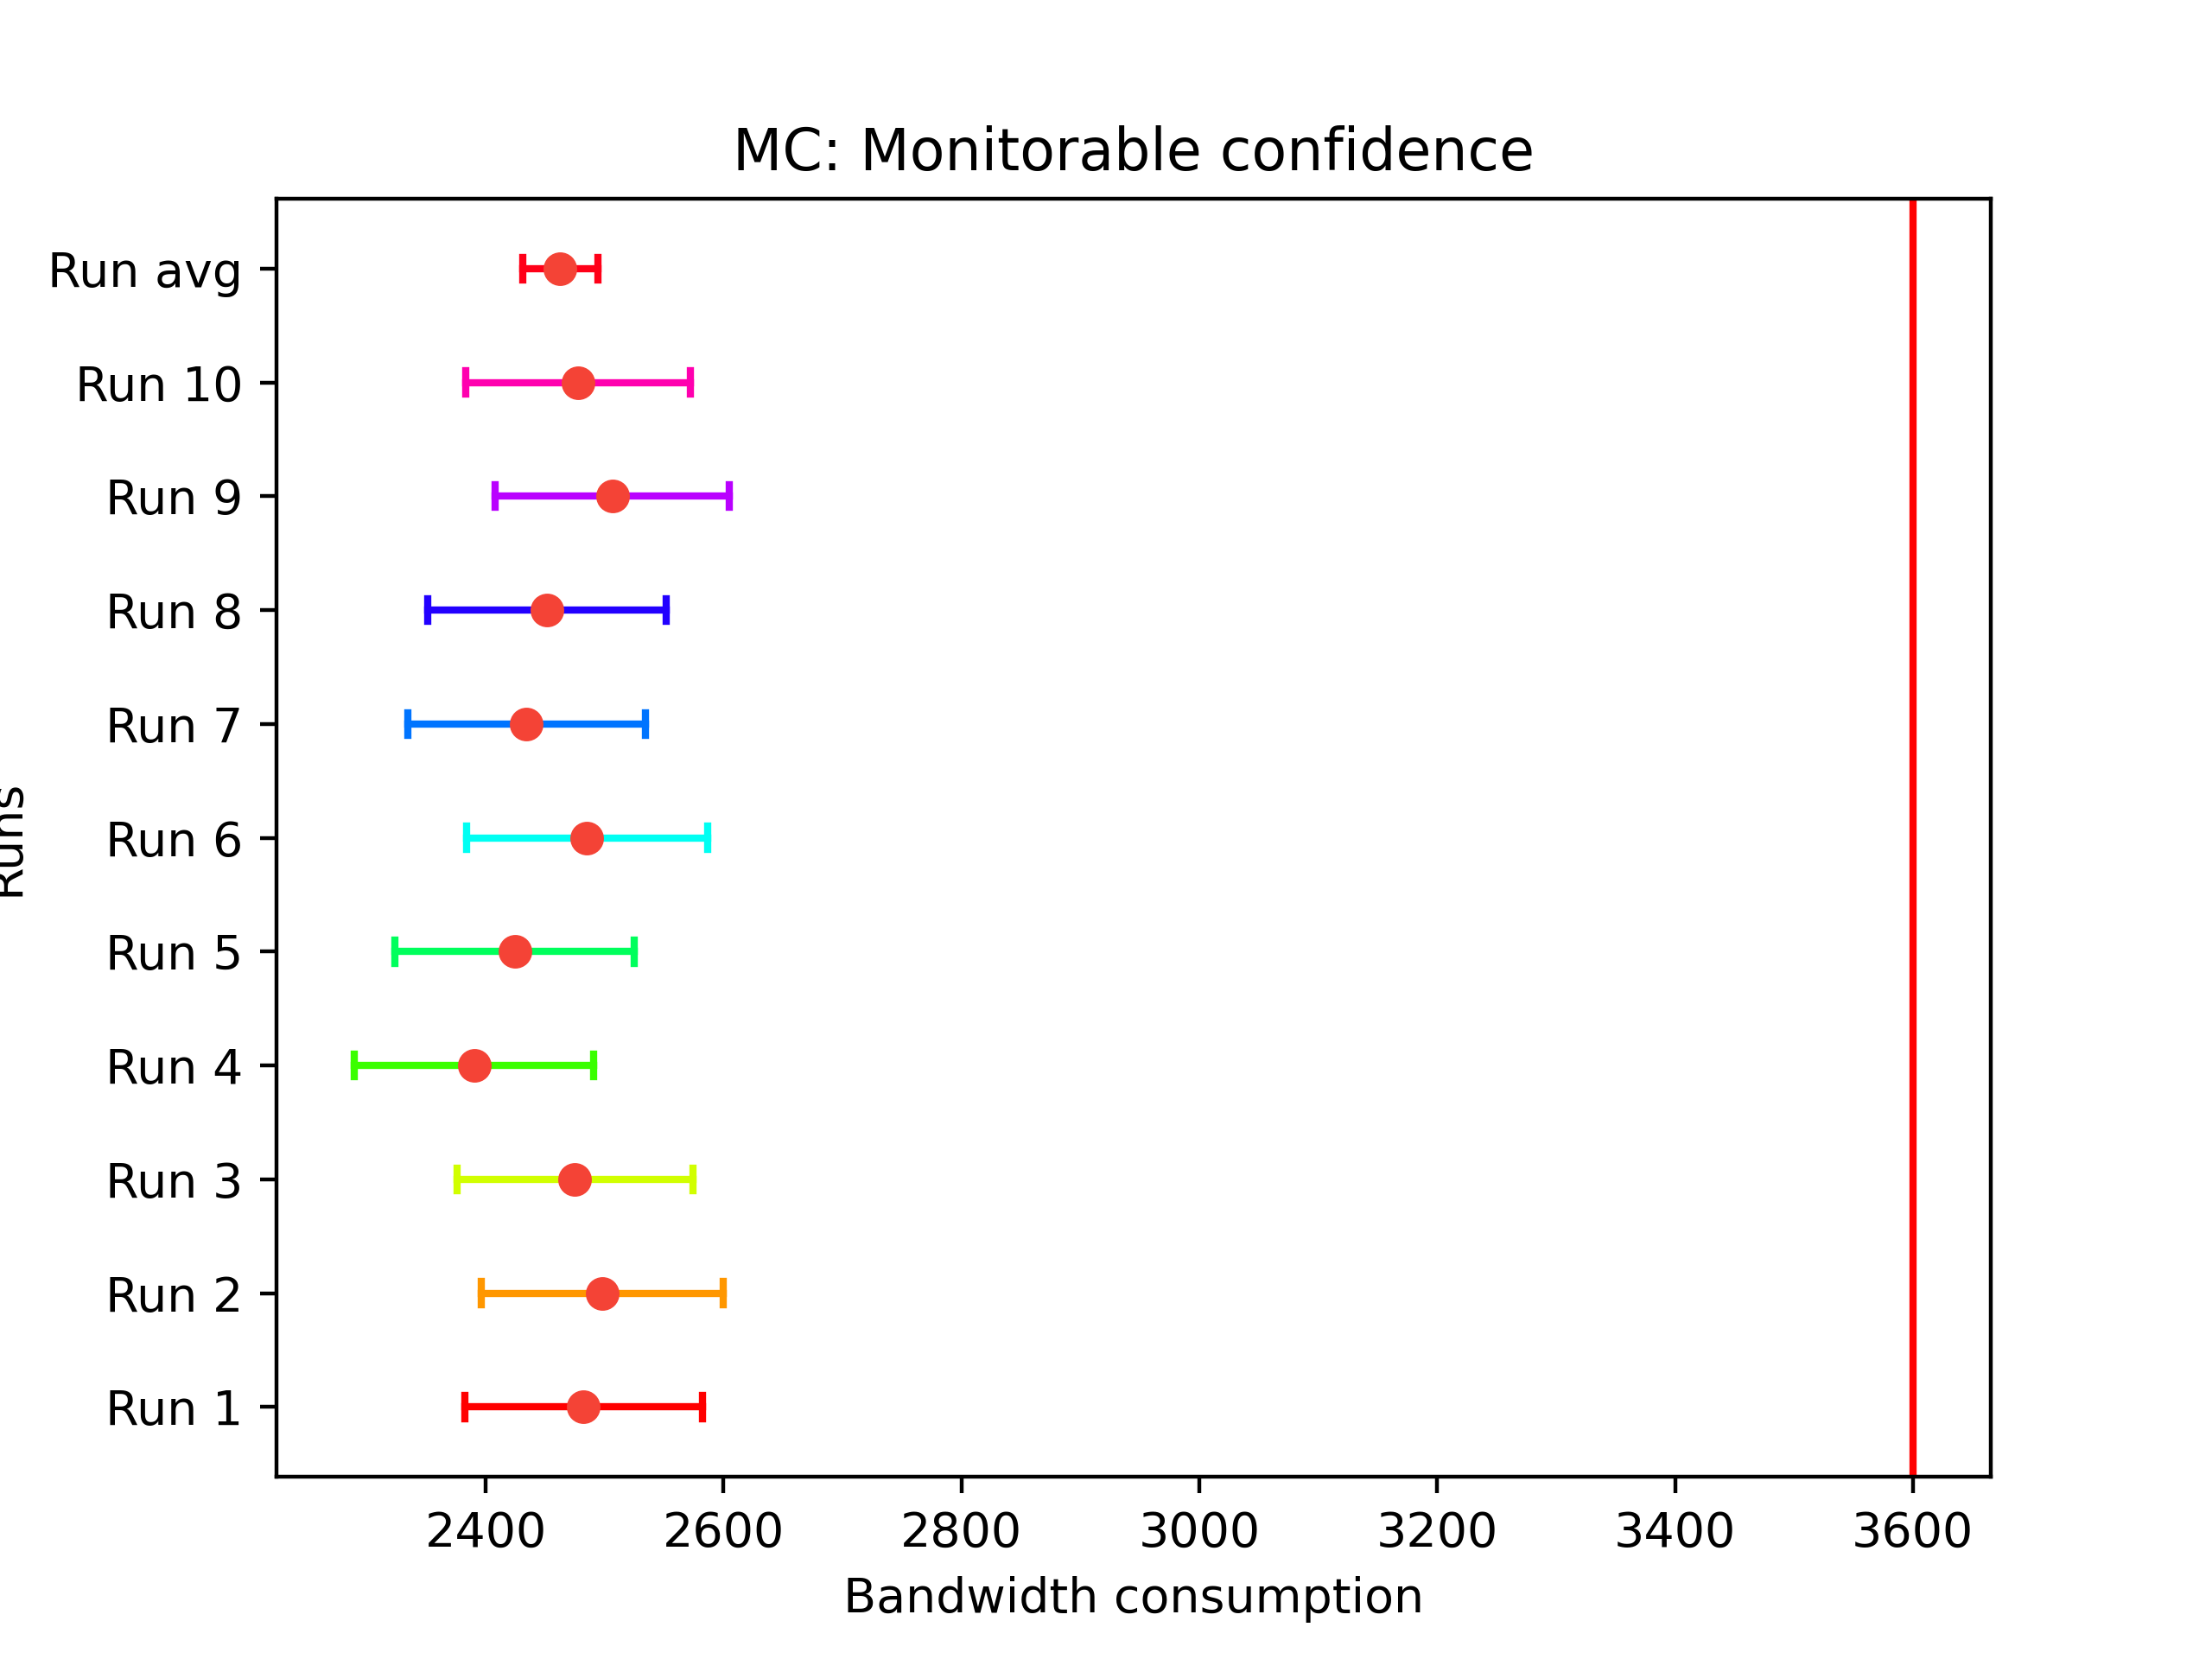 MC: Monitorable confidence
Run avg
Run 10
Run 9
Run 8
Run 7
Run 6
Run 5
Run 4
Run 3
Run 2
Run 1
Runs
2400 2600 2800 3000 3200 3400 3600
Bandwidth consumption